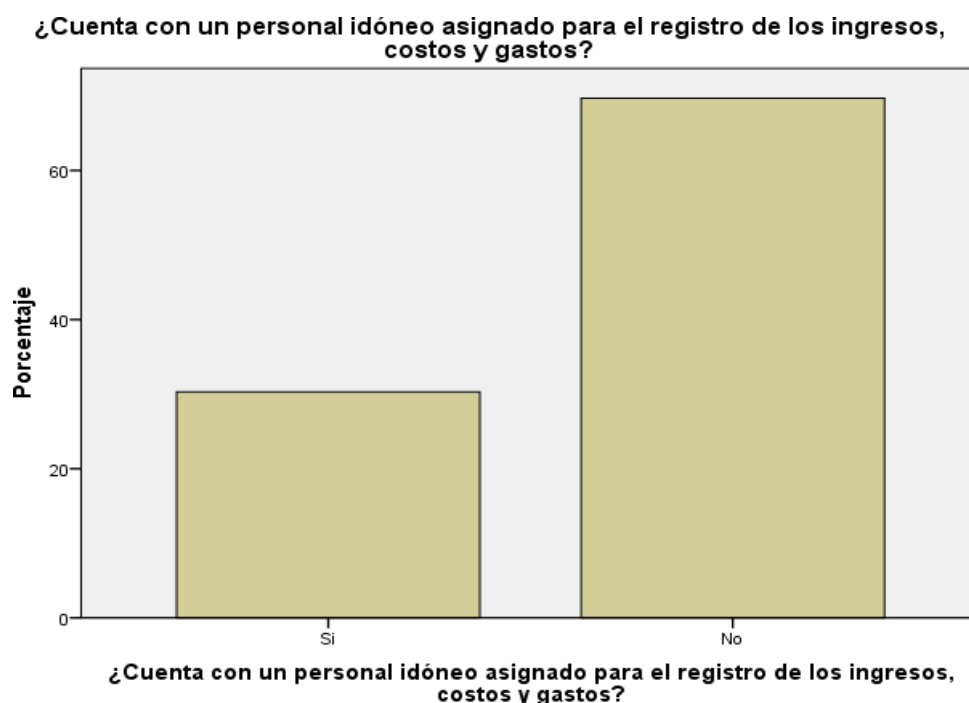 ¿Cuenta con un personal idóneo asignado para el registro de los ingresos,
costos y gastos?
Porcentaje
60
40
20
0
Si
No
¿Cuenta con un personal idóneo asignado para el registro de los ingresos,
costos y gastos?